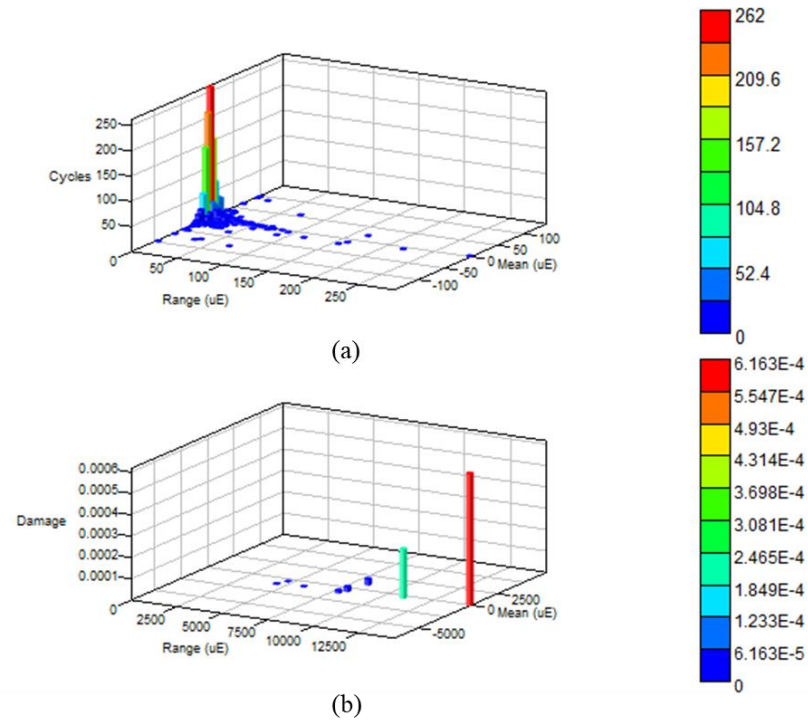 250
200
Cycles 150
100
50
0
50
100
150
200
250
Range (uE)
-100
-50
0
50
100
Mean (uE)
262
209.6
157.2
104.8
52.4
0
(a)
0.0006
0.0005
0.0004
Damage 0.0003
0.0002
0.0001
0
2500
5000
7500
10000
12500
Range (uE)
-5000
0
2500
Mean (uE)
6.163E-4
5.547E-4
4.93E-4
4.314E-4
3.698E-4
3.081E-4
2.465E-4
1.849E-4
1.233E-4
6.163E-5
0
(b)